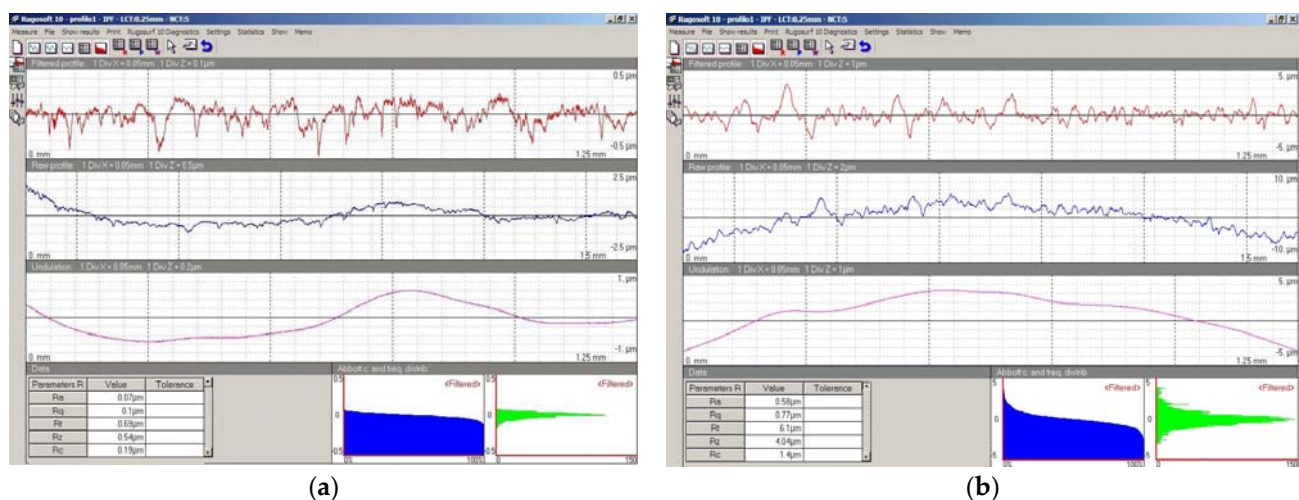 Rugosoft 10 - profilo1 - IPF - LCT:0.25mm - NCT:5
Measure File Show results Print Rugosurf 10 Diagnostics Settings Statistics Show Memo
Filtered profile: 1 Div X = 0.05mm 1 Div Z = 0.1µm
0.5 µm
-0.5 µm
0. mm
1.25 mm
Raw profile: 1 Div X = 0.05mm 1 Div Z = 0.5µm
2.5 µm
-2.5 µm
0. mm
1.5 mm
Undulation: 1 Div X = 0.05mm 1 Div Z = 0.2µm
1. µm
-1. µm
0. mm
1.25 mm
Data
Abbott c. and freq. distrib.
Parameters R Value Tolerance
Ra 0.07µm
Rq 0.1µm
Rt 0.69µm
Rz 0.54µm
Rc 0.19µm
0.5
0
-0.5
<Filtered>
0%
100%
0.5
0
-0.5
<Filtered>
0
150
(a)
Rugosoft 10 - profilo1 - IPF - LCT:0.25mm - NCT:5
Measure File Show results Print Rugosurf 10 Diagnostics Settings Statistics Show Memo
Filtered profile: 1 Div X = 0.05mm 1 Div Z = 1µm
5. µm
-5. µm
0. mm
1.25 mm
Raw profile: 1 Div X = 0.05mm 1 Div Z = 2µm
10. µm
-10. µm
0. mm
1.5 mm
Undulation: 1 Div X = 0.05mm 1 Div Z = 1µm
5. µm
-5. µm
0. mm
1.25 mm
Data
Abbott c. and freq. distrib.
Parameters R Value Tolerance
Ra 0.58µm
Rq 0.77µm
Rt 6.1µm
Rz 4.04µm
Rc 1.4µm
5
0
-5
<Filtered>
0%
100%
5
0
-5
<Filtered>
0
150
(b)